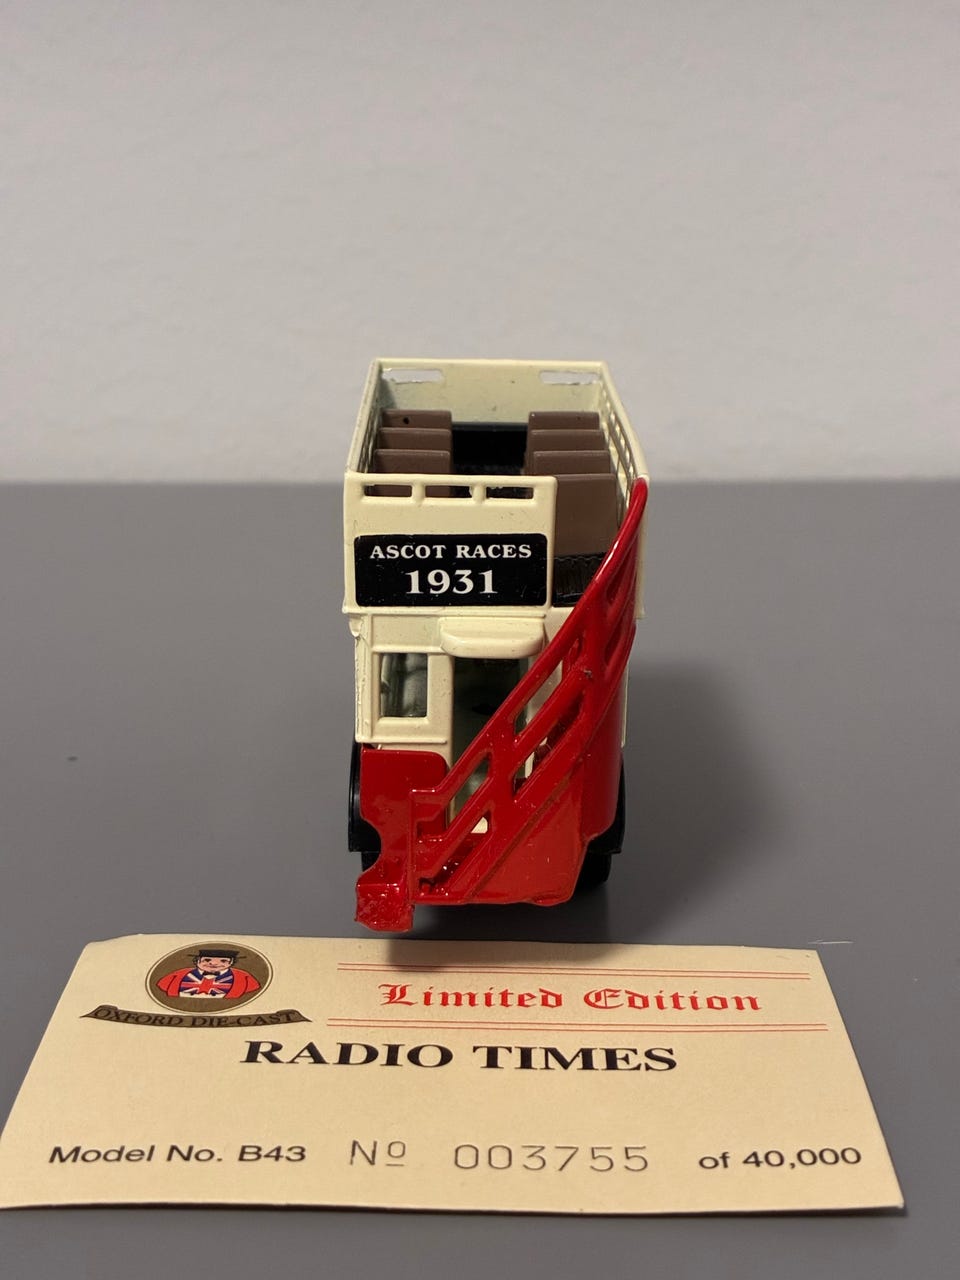 ASCOT RACES
1931
OXFORD DIE-CAST
Limited Edition
RADIO TIMES
Model No. B43 Nº 003755 of 40,000